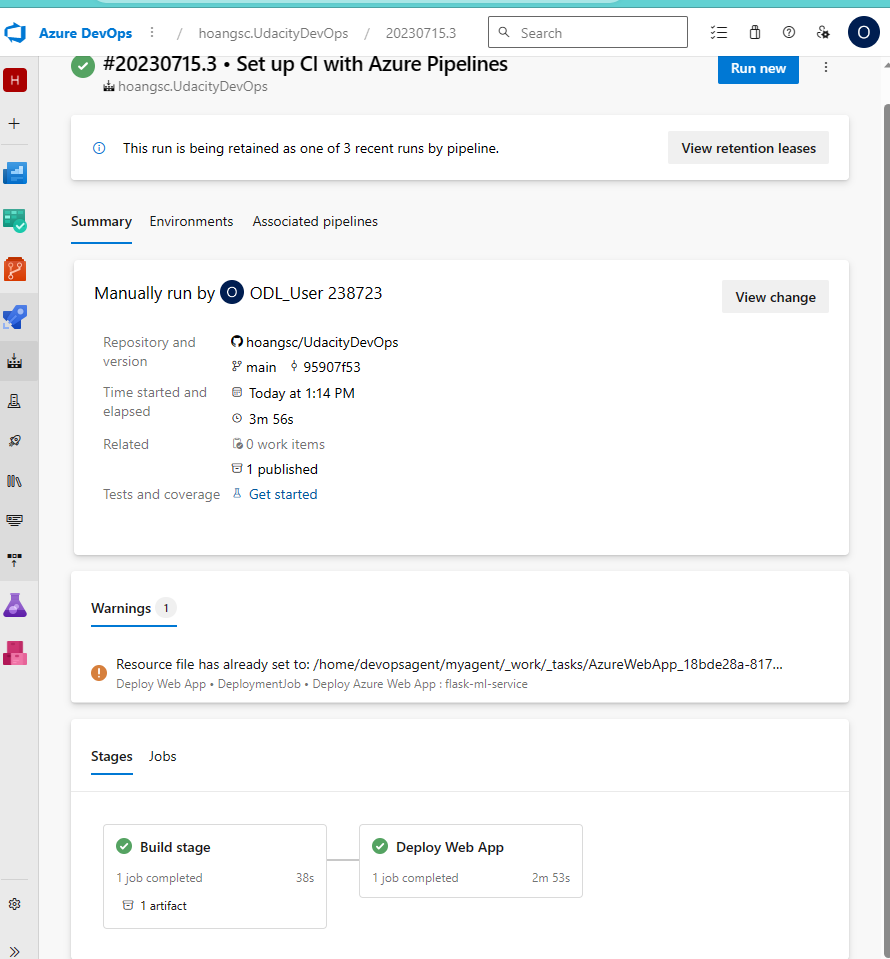 Azure DevOps / hoangsc.UdacityDevOps / 20230715.3 Search O
#20230715.3 • Set up CI with Azure Pipelines Run new
hoangsc.UdacityDevOps
H
This run is being retained as one of 3 recent runs by pipeline. View retention leases
Summary Environments Associated pipelines
Manually run by O ODL_User 238723 View change
Repository and version
hoangsc/UdacityDevOps
main 95907f53
Time started and elapsed
Today at 1:14 PM
3m 56s
Related
0 work items
1 published
Tests and coverage Get started
Warnings 1
Resource file has already set to: /home/devopsagent/myagent/_work/_tasks/AzureWebApp_18bde28a-817...
Deploy Web App • DeploymentJob • Deploy Azure Web App : flask-ml-service
Stages Jobs
Build stage
1 job completed 38s
1 artifact
Deploy Web App
1 job completed 2m 53s